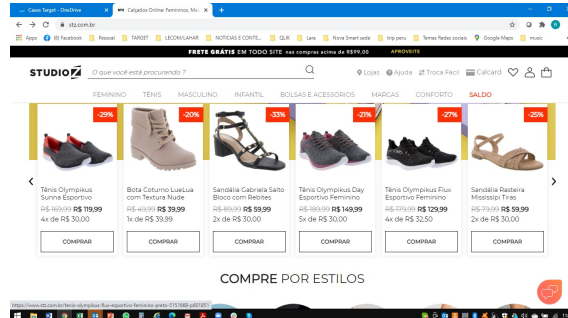 Cases Target - OneDrive
Calçados Online: Femininos, Mas
stz.com.br
Apps
(8) Facebook
Pessoal
TARGET
LECOM/LAHAR
NOTICIAS E CONTE...
QLIK
Lara
Nova Smart sede
trip peru
Temas Redes sociais
Google Maps
music
FRETE GRÁTIS EM TODO SITE nas compras acima de R$99,00 APROVEITE
STUDIO Z
O que você está procurando ?
Lojas
Ajuda
Troca Fácil
Calcard
FEMININO TÊNIS MASCULINO INFANTIL BOLSAS E ACESSÓRIOS MARCAS CONFORTO SALDO
-29% -20% -33% -21% -27% -25%
Tênis Olympikus
Sunna Esportivo
R$ 169,99 R$ 119,99
4x de R$ 30,00
COMPRAR
Bota Coturno LueLua
com Textura Nude
R$ 49,99 R$ 39,99
1x de R$ 39,99
COMPRAR
Sandália Gabriela Salto
Bloco com Rebites
R$ 89,99 R$ 59,99
2x de R$ 30,00
COMPRAR
Tênis Olympikus Day
Esportivo Feminino
R$ 189,99 R$ 149,99
5x de R$ 30,00
COMPRAR
Tênis Olympikus Flux
Esportivo Feminino
R$ 179,99 R$ 129,99
4x de R$ 32,50
COMPRAR
Sandália Rasteira
Mississipi Tiras
R$ 79,99 R$ 59,99
2x de R$ 30,00
COMPRAR
COMPRE POR ESTILOS